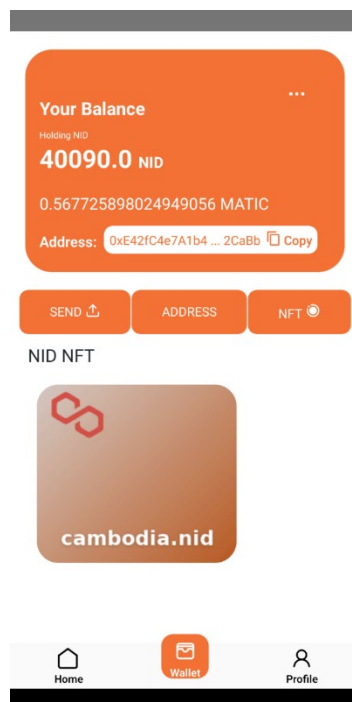 ...
Your Balance
Holding NID
40090.0 NID
0.567725898024949056 MATIC
Address: 0xE42fC4e7A1b4 ... 2CaBb Copy
SEND ADDRESS NFT
NID NFT
cambodia.nid
Home Wallet Profile